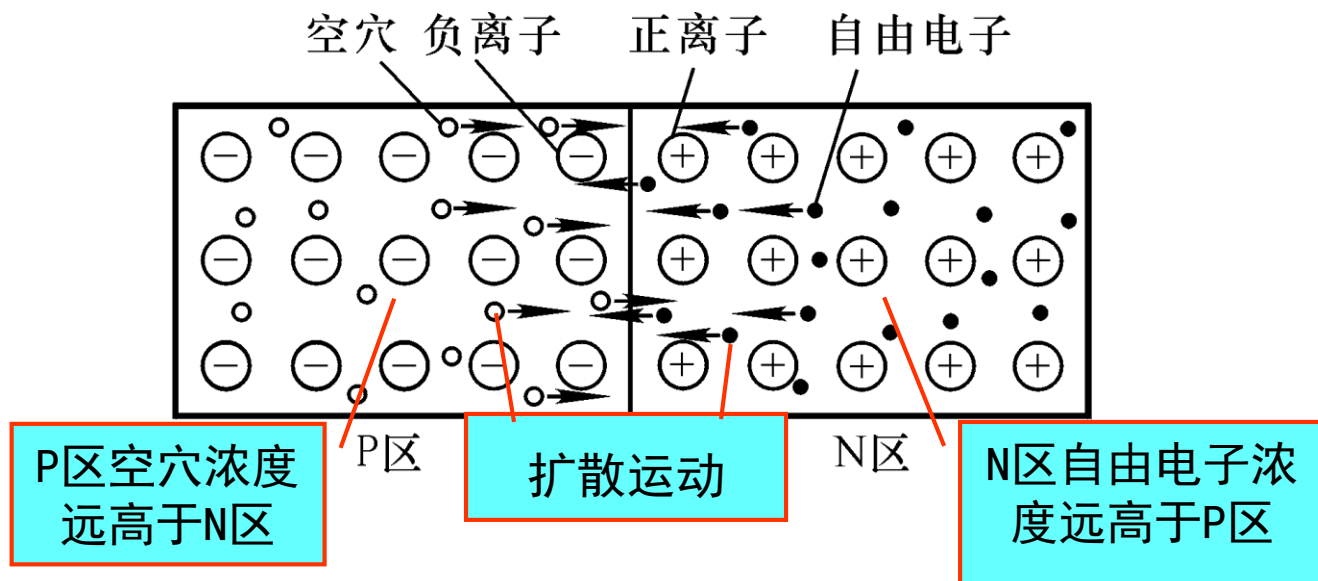 空穴 负离子 正离子 自由电子
P区 N区
P区空穴浓度
远高于N区
扩散运动
N区自由电子浓
度远高于P区